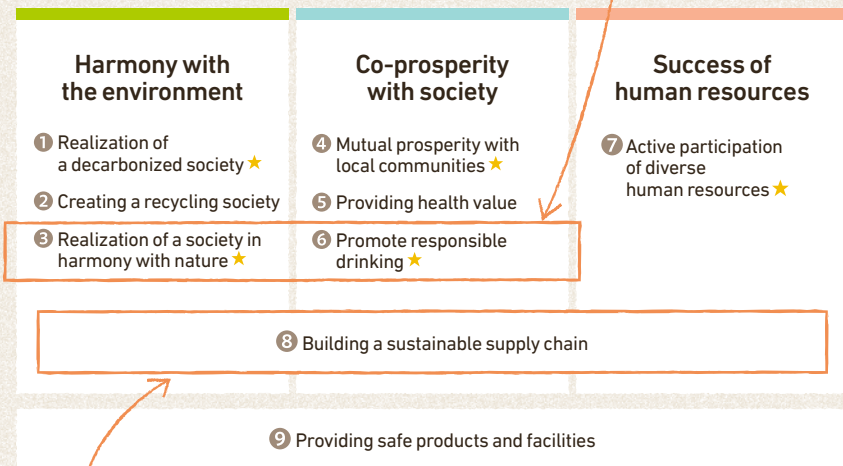 Harmony with
the environment
❶ Realization of
a decarbonized society ★
❷ Creating a recycling society
❸ Realization of a society in
harmony with nature ★
Co-prosperity
with society
❹ Mutual prosperity with
local communities ★
❺ Providing health value
❻ Promote responsible
drinking ★
Success of
human resources
❼ Active participation
of diverse
human resources ★
❽ Building a sustainable supply chain
❾ Providing safe products and facilities